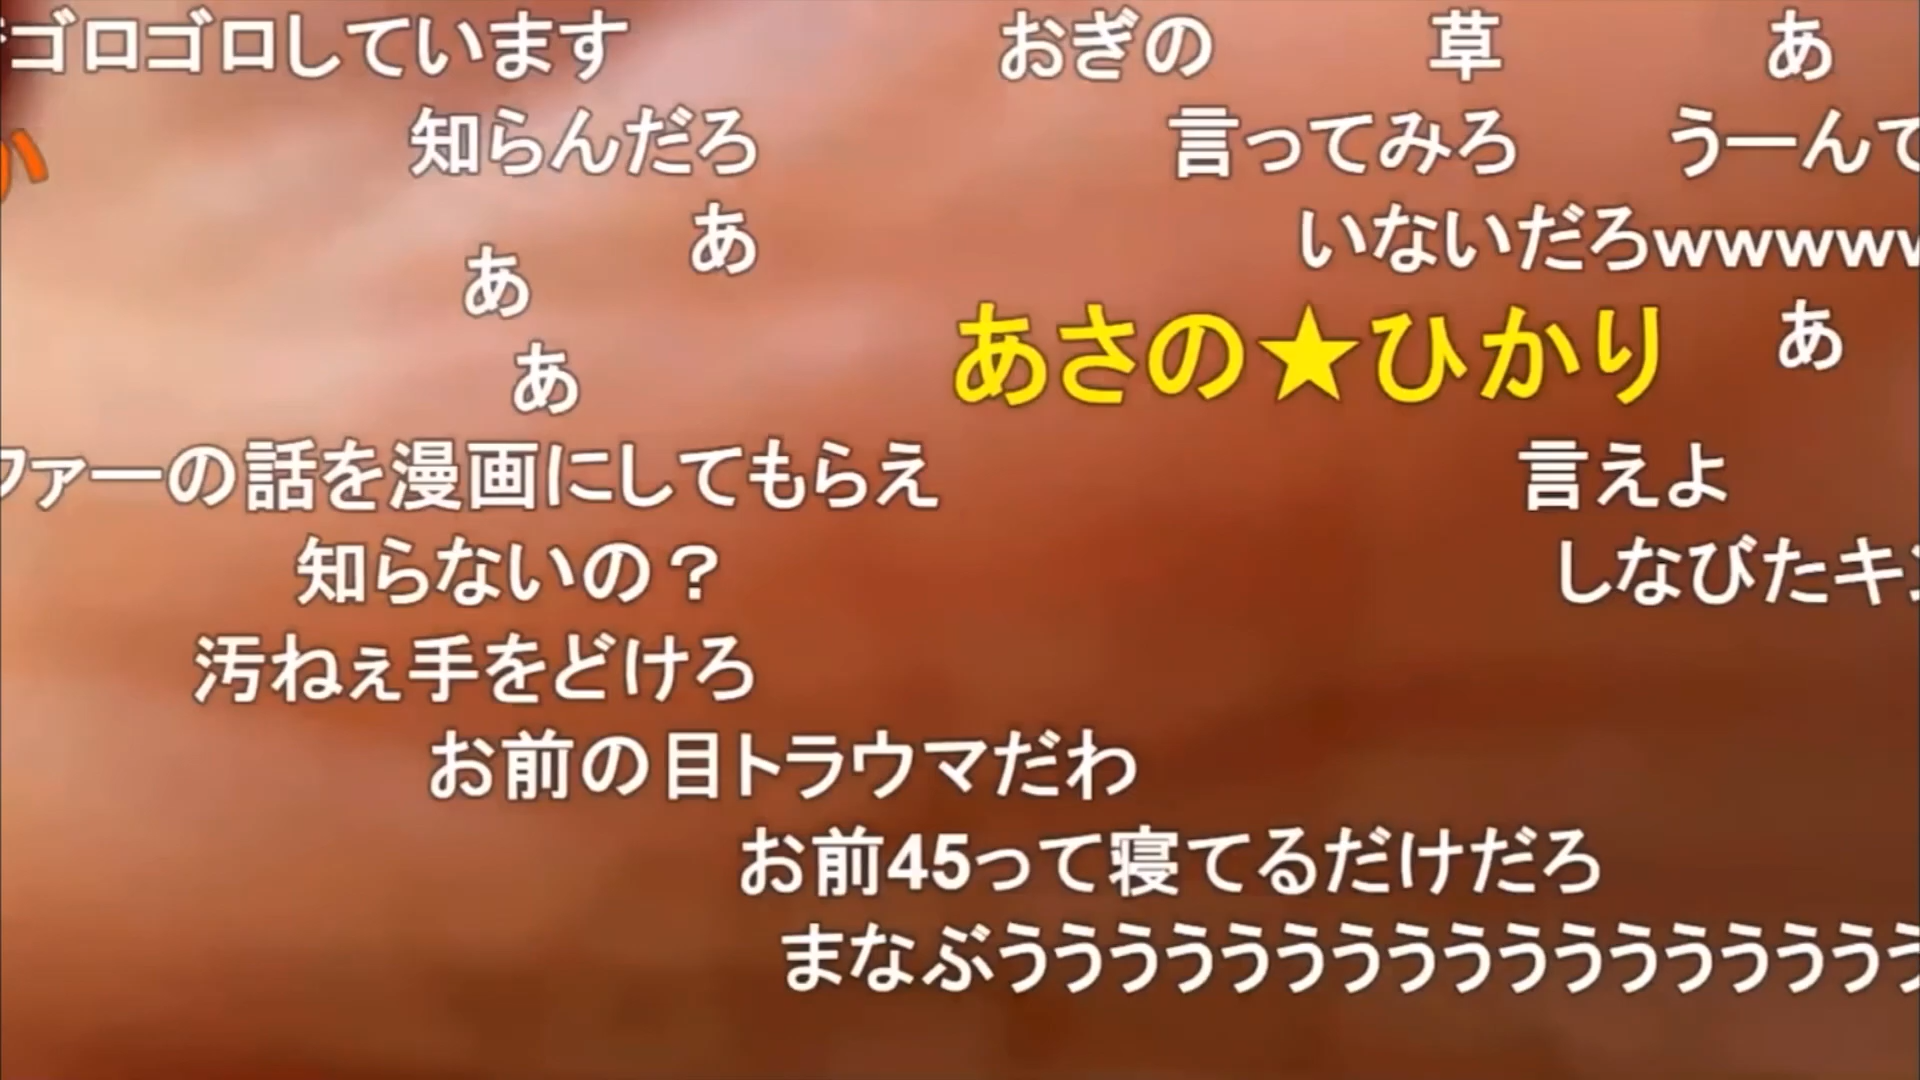 ゴロゴロしています
おぎの
草
あ
か
知らんだろ
言ってみろ
うーんて
あ
いないだろwwwww
あ
あさの★ひかり
あ
あ
ファーの話を漫画にしてもらえ
言えよ
知らないの？
しなびたキ
汚ねぇ手をどけろ
お前の目トラウマだわ
お前45って寝てるだけだろ
まなぶうううううううううううううううう